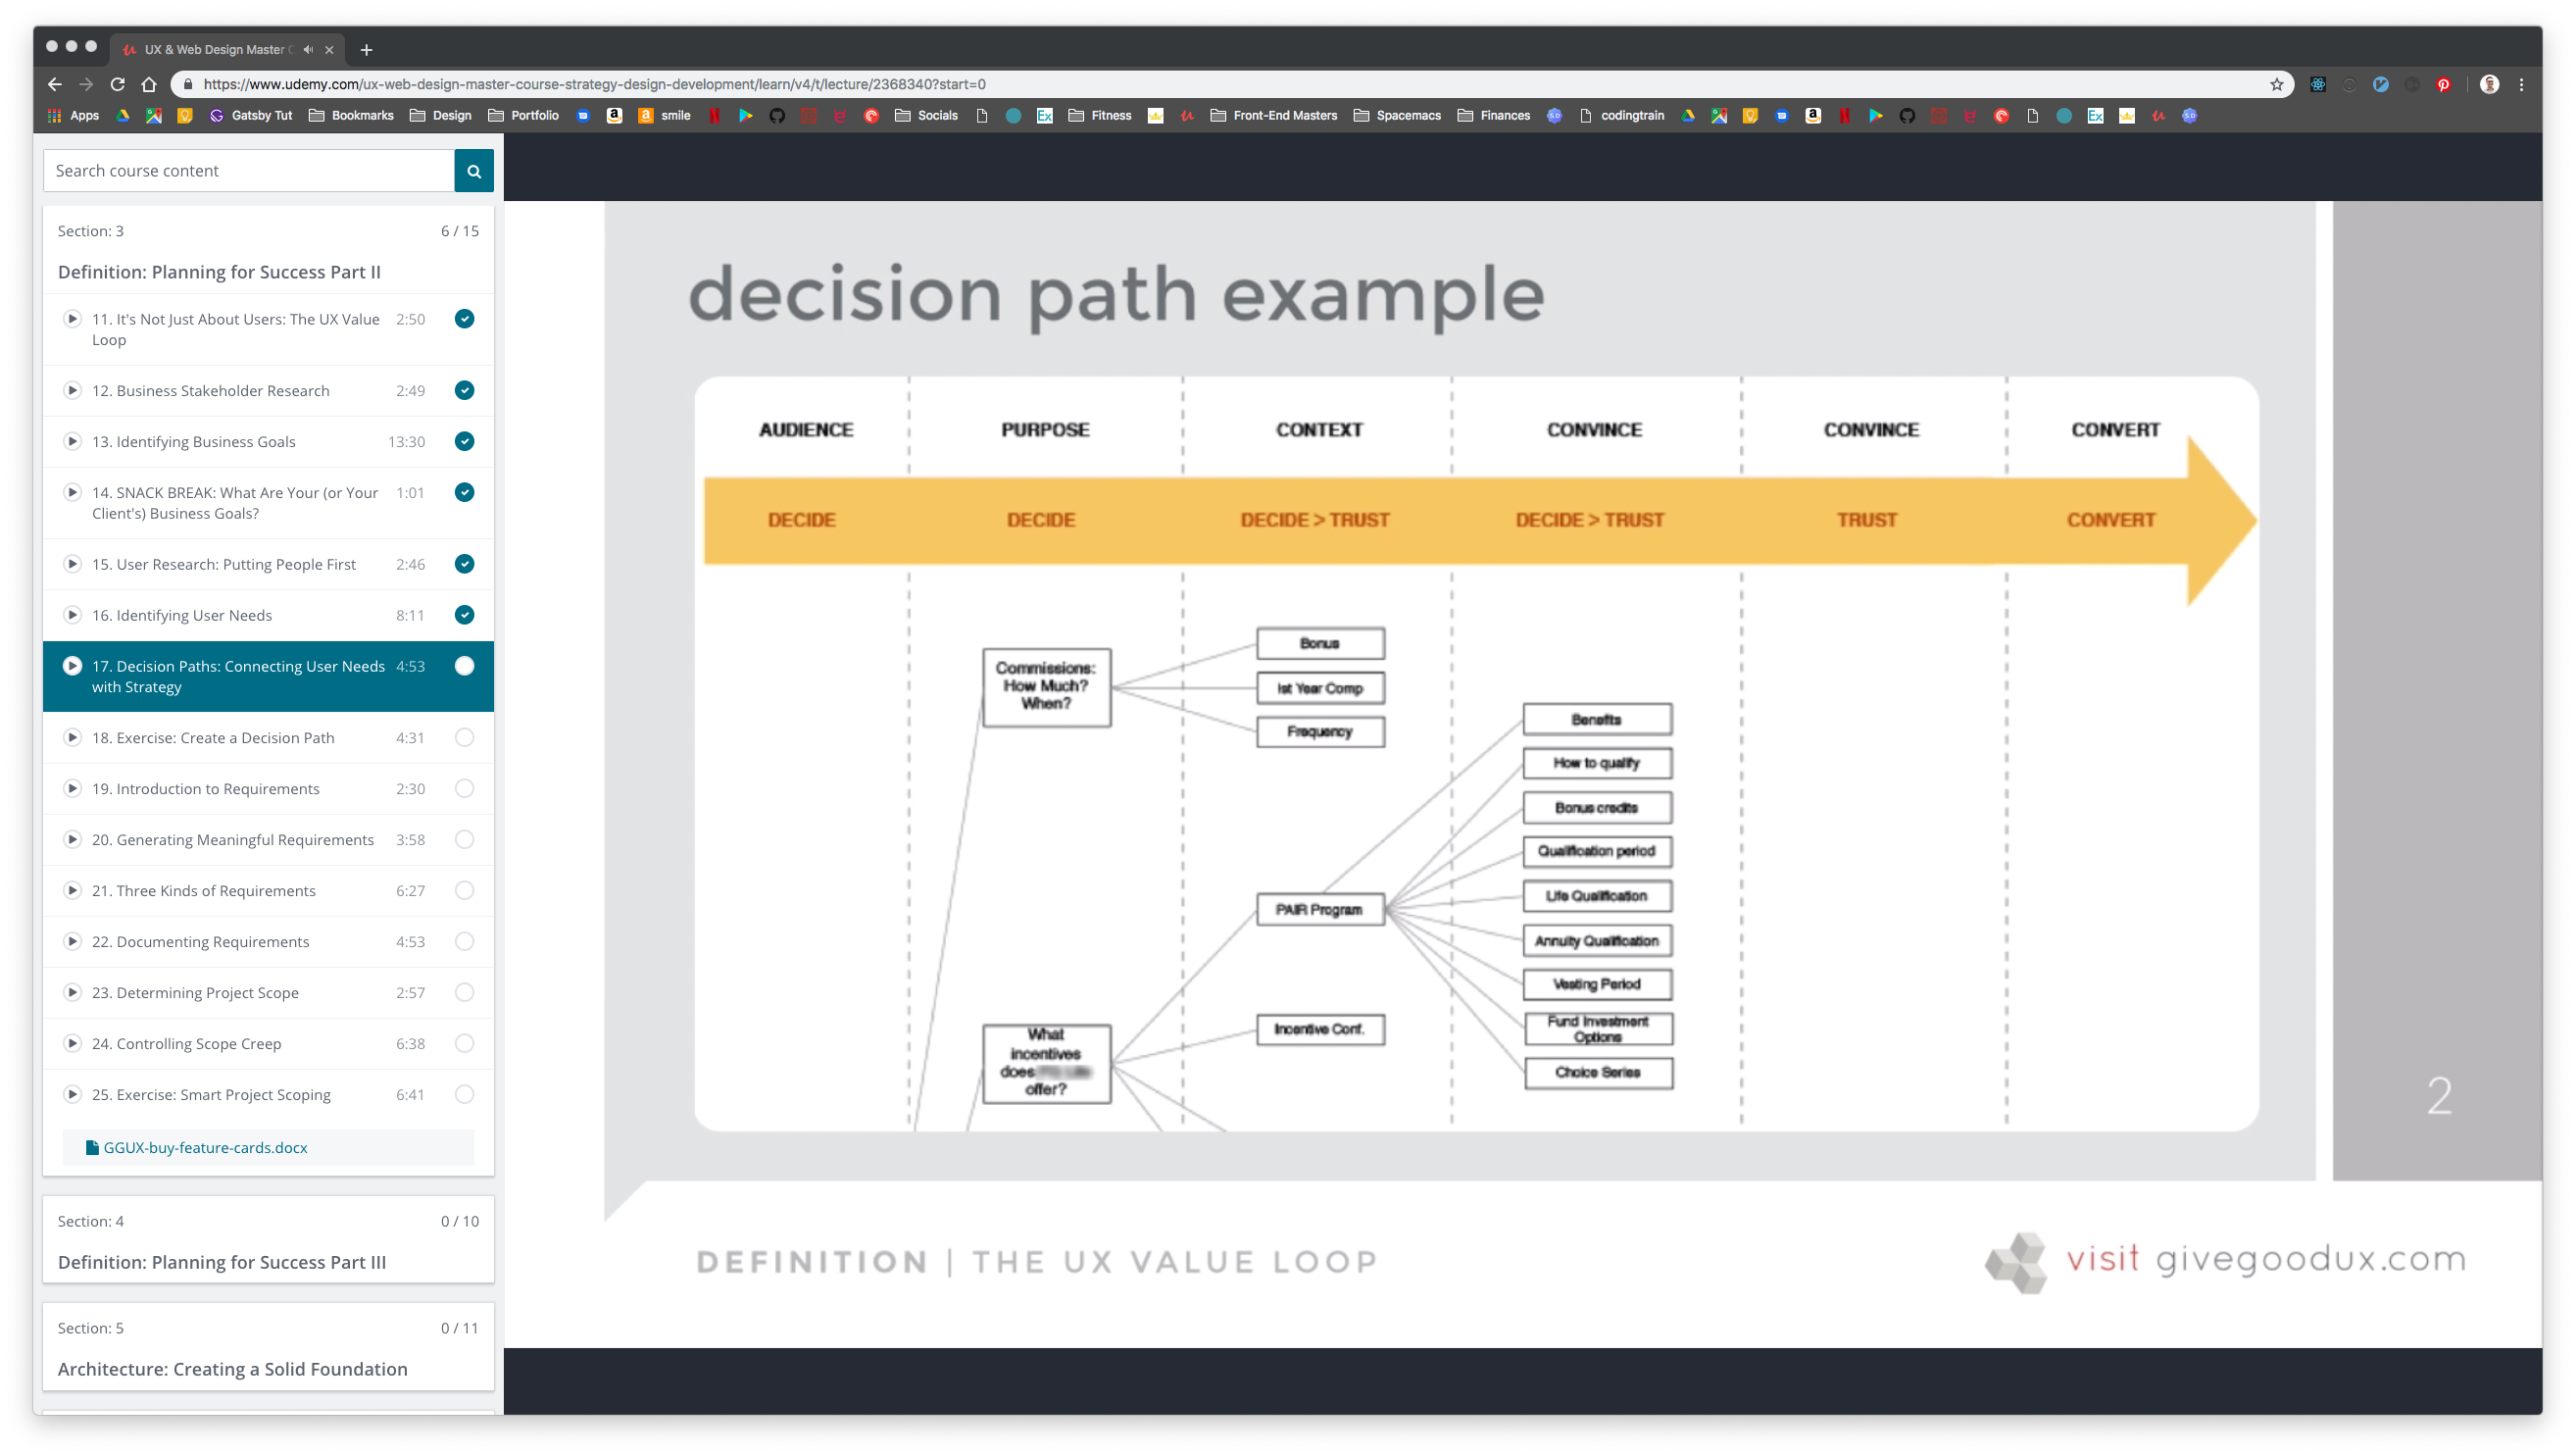 UX & Web Design Master C
https://www.udemy.com/ux-web-design-master-course-strategy-design-development/learn/v4/t/lecture/2368340?start=0
Apps Gatsby Tut Bookmarks Design Portfolio smile Socials Ex Fitness Front-End Masters Spacemacs Finances codingtrain Ex
Search course content
Section: 3 6 / 15
Definition: Planning for Success Part II
11. It's Not Just About Users: The UX Value 2:50
Loop
12. Business Stakeholder Research 2:49
13. Identifying Business Goals 13:30
14. SNACK BREAK: What Are Your (or Your 1:01
Client's) Business Goals?
15. User Research: Putting People First 2:46
16. Identifying User Needs 8:11
17. Decision Paths: Connecting User Needs 4:53
with Strategy
18. Exercise: Create a Decision Path 4:31
19. Introduction to Requirements 2:30
20. Generating Meaningful Requirements 3:58
21. Three Kinds of Requirements 6:27
22. Documenting Requirements 4:53
23. Determining Project Scope 2:57
24. Controlling Scope Creep 6:38
25. Exercise: Smart Project Scoping 6:41
GGUX-buy-feature-cards.docx
Section: 4 0 / 10
Definition: Planning for Success Part III
Section: 5 0 / 11
Architecture: Creating a Solid Foundation
decision path example
AUDIENCE PURPOSE CONTEXT CONVINCE CONVINCE CONVERT
DECIDE DECIDE DECIDE > TRUST DECIDE > TRUST TRUST CONVERT
Commissions:
How Much?
When?
Bonus
Ist Year Comp
Frequency
Benefits
How to qualify
Bonus credits
Qualification period
Life Qualification
Annuity Qualification
Vesting Period
Fund Investment
Options
Choice Series
PAIR Program
Incentive Conf.
What
incentives
does
offer?
2
DEFINITION | THE UX VALUE LOOP
visit givegoodux.com